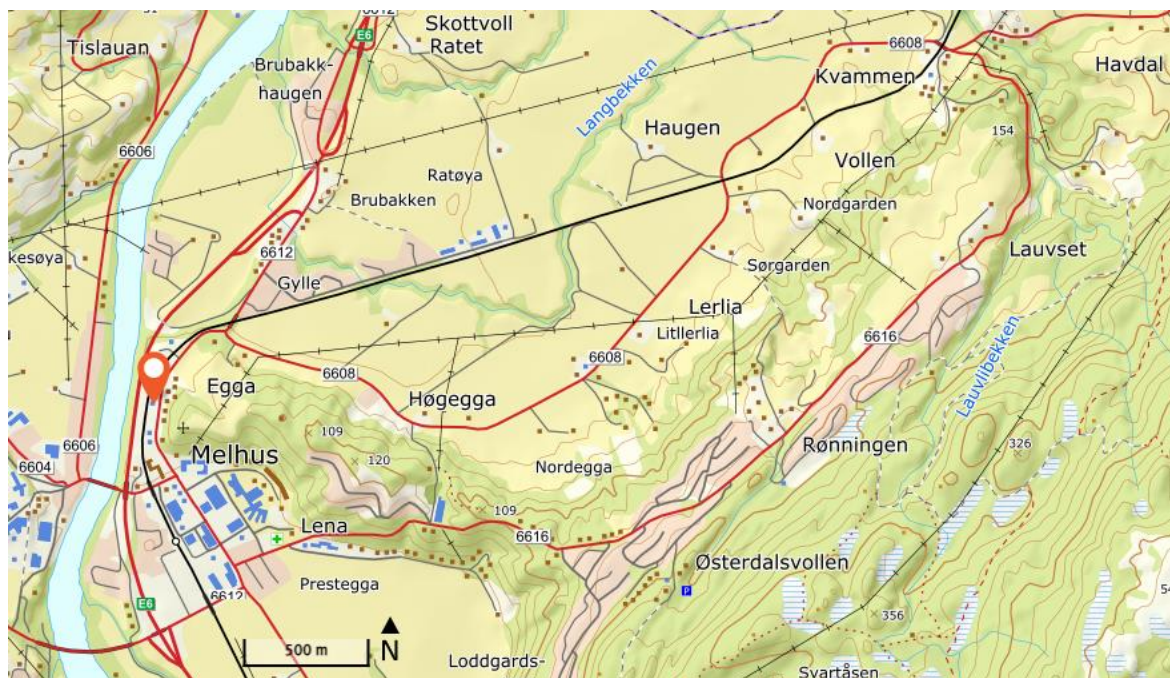 6612
Tislauan
E6
Skottvoll
Ratet
6608
Brubakk-
haugen
Kvammen
Havdal
Langbekken
Haugen
154
6606
Vollen
Ratøya
Brubakken
Nordgarden
6612
kesøya
Gylle
Sørgarden
Lauvset
Lerlia
Litllerlia
6616
Lauvlibekken
6608
6608
Egga
Høgegga
109
120
6606
6604
Melhus
Nordegga
Rønningen
326
109
Lena
6616
Østerdalsvollen
P
Prestegga
6612
E6
356
500 m
N
Loddgards-
Svartåsen
54